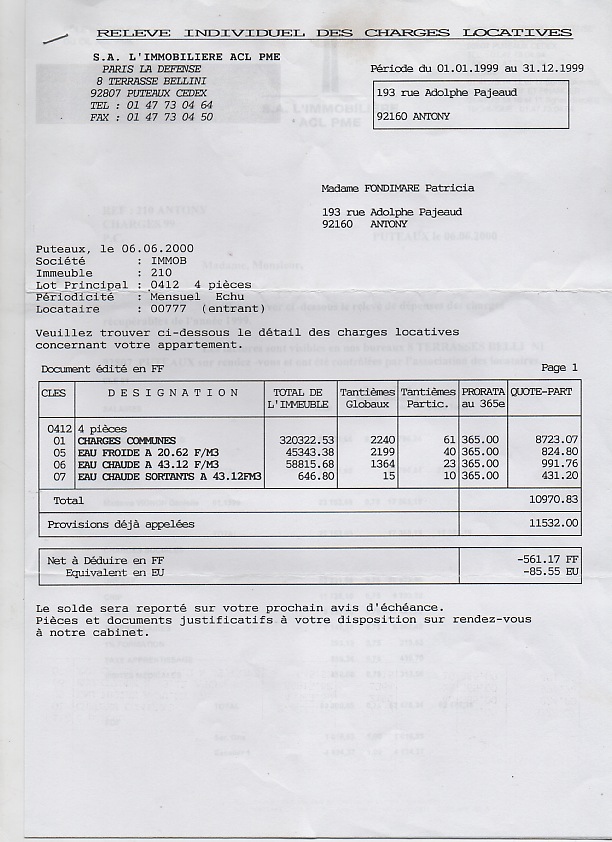 RELEVE INDIVIDUEL DES CHARGES LOCATIVES
S.A. L'IMMOBILIERE ACL PME
PARIS LA DEFENSE
8 TERRASSE BELLINI
92807 PUTEAUX CEDEX
TEL : 01 47 73 04 64
FAX : 01 47 73 04 50
Période du 01.01.1999 au 31.12.1999
193 rue Adolphe Pajeaud
92160 ANTONY
Madame FONDIMARE Patricia
193 rue Adolphe Pajeaud
92160 ANTONY
Puteaux, le 06.06.2000
Société : IMMOB
Immeuble : 210
Lot Principal : 0412 4 pièces
Périodicité : Mensuel Echu
Locataire : 00777 (entrant)
Veuillez trouver ci-dessous le détail des charges locatives
concernant votre appartement.
Document édité en FF Page 1
CLES DESIGNATION TOTAL DE L'IMMEUBLE Tantièmes Globaux Tantièmes Partic. PRORATA au 365e QUOTE-PART
0412 4 pièces
01 CHARGES COMMUNES 320322.53 2240 61 365.00 8723.07
05 EAU FROIDE A 20.62 F/M3 45343.38 2199 40 365.00 824.80
06 EAU CHAUDE A 43.12 F/M3 58815.68 1364 23 365.00 991.76
07 EAU CHAUDE SORTANTS A 43.12FM3 646.80 15 10 365.00 431.20
Total 10970.83
Provisions déjà appelées 11532.00
Net à Déduire en FF -561.17 FF
Equivalent en EU -85.55 EU
Le solde sera reporté sur votre prochain avis d'échéance.
Pièces et documents justificatifs à votre disposition sur rendez-vous
à notre cabinet.